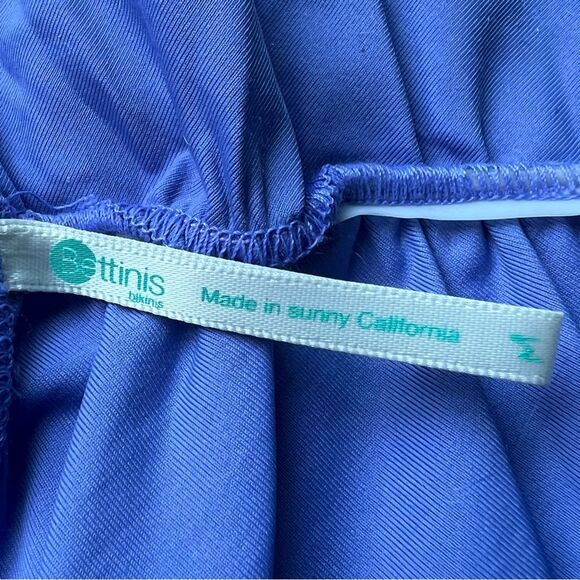 Bettinis
bikinis
Made in sunny California